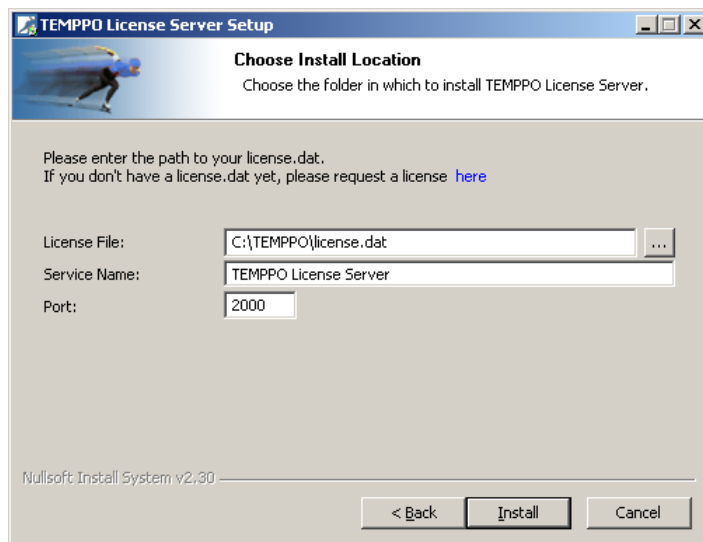 TEMPPO License Server Setup
Choose Install Location
Choose the folder in which to install TEMPPO License Server.
Please enter the path to your license.dat.
If you don't have a license.dat yet, please request a license here
License File: C:\TEMPPO\license.dat ...
Service Name: TEMPPO License Server
Port: 2000
Nullsoft Install System v2.30
< Back Install Cancel